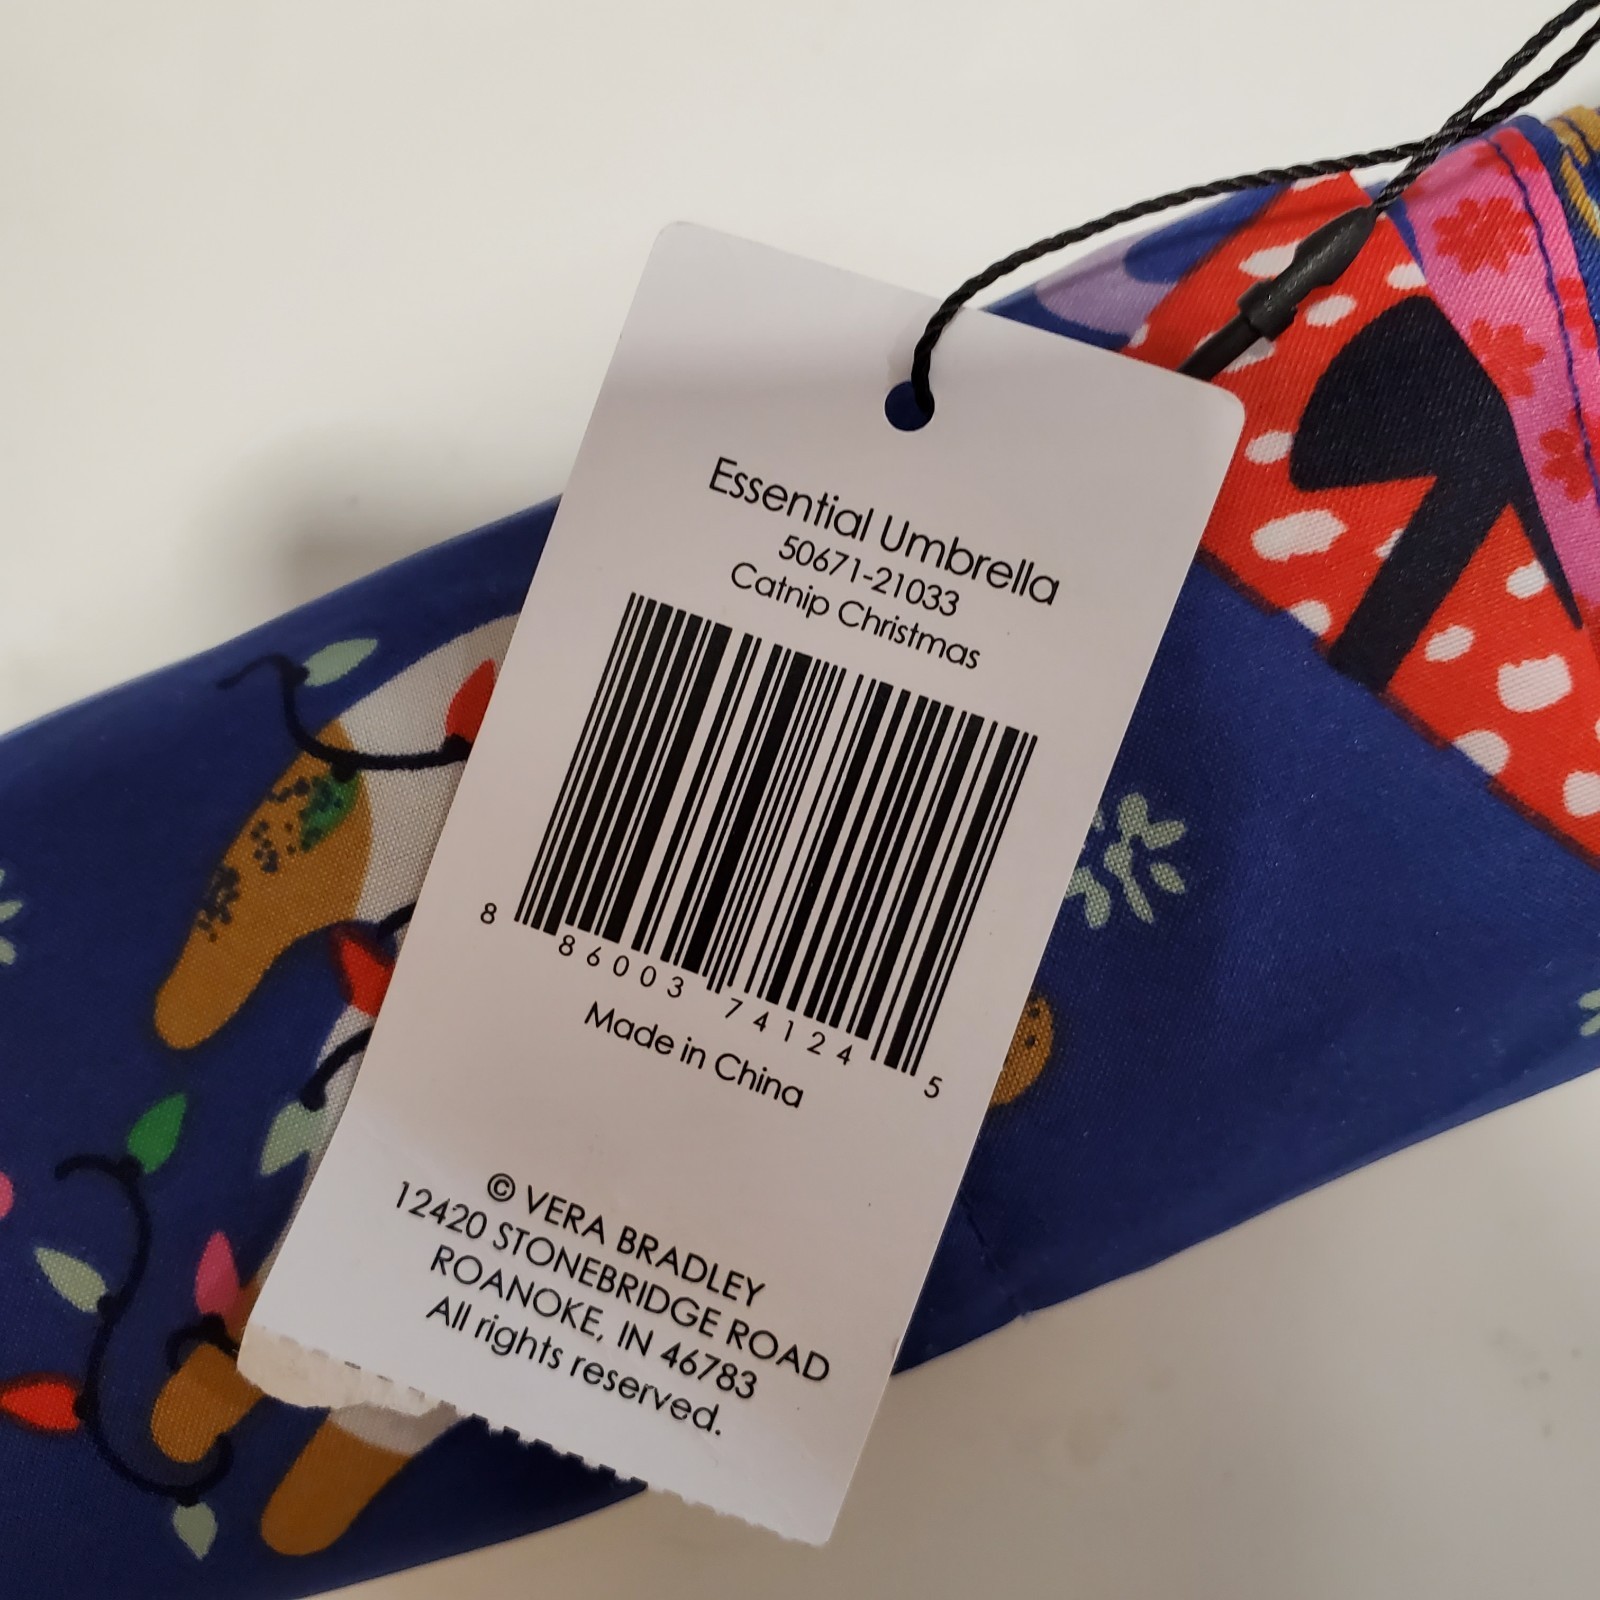 Essential Umbrella
50671-21033
Catnip Christmas
8 86003 74124 5
Made in China
© VERA BRADLEY
12420 STONEBRIDGE ROAD
ROANOKE, IN 46783
All rights reserved.